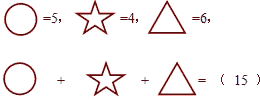 =5, =4, =6,
+ + = ( 15 )